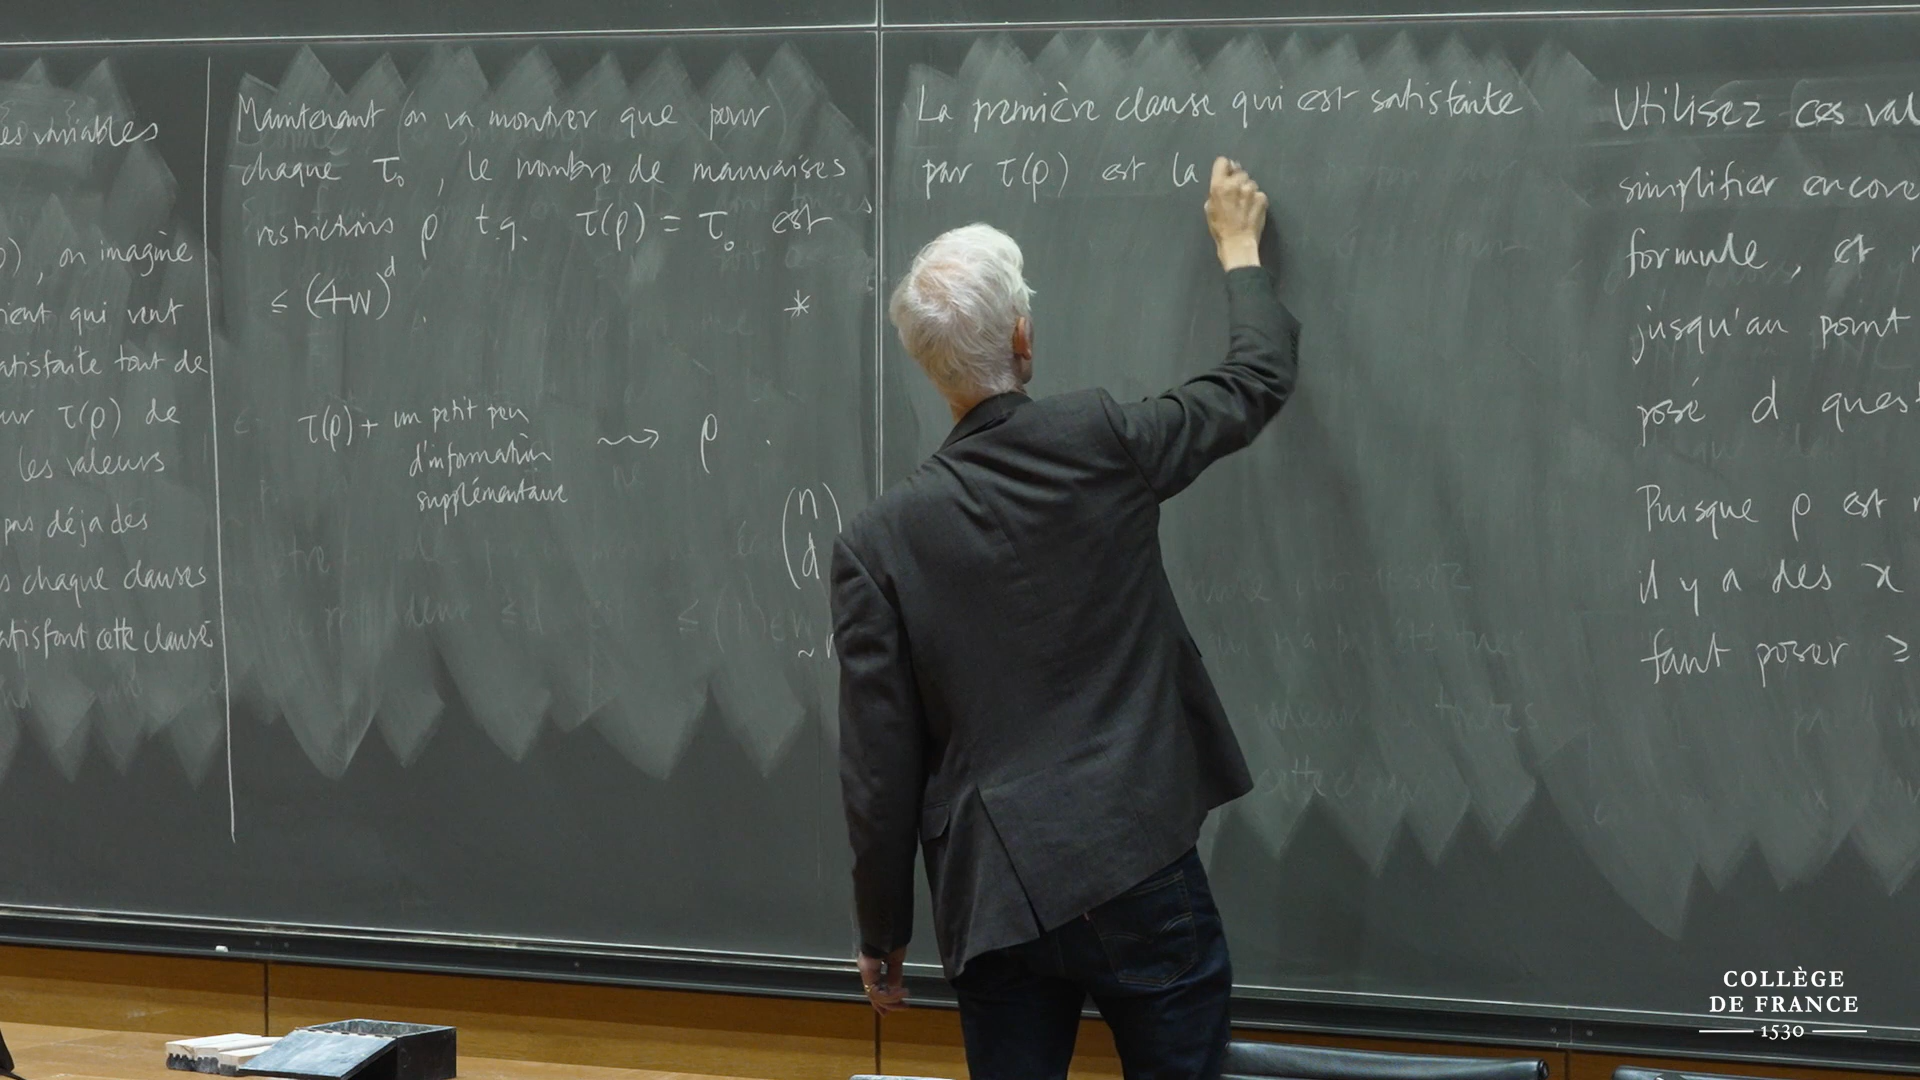 es variables
), on imagine
ient qui vont
atisfaite tout de
ur τ(ρ) de
les valeurs
pas déjà des
s chaque clauses
atisfont cette clause
Maintenant on va montrer que pour
chaque τ₀, le nombre de mauvaises
restrictions ρ t.q. τ(ρ) = τ₀ est
≤ (4w)^d.
*
τ(ρ) + un petit peu
d'information
supplémentaire
⇝ ρ.
(n
d)
La première clause qui est satisfaite
par τ(ρ) est la
Utilisez ces val
simplifier encore
formule, et
jusqu'au point
posé d quest
Puisque ρ est
il y a des x
faut poser ≥
COLLÈGE
DE FRANCE
1530